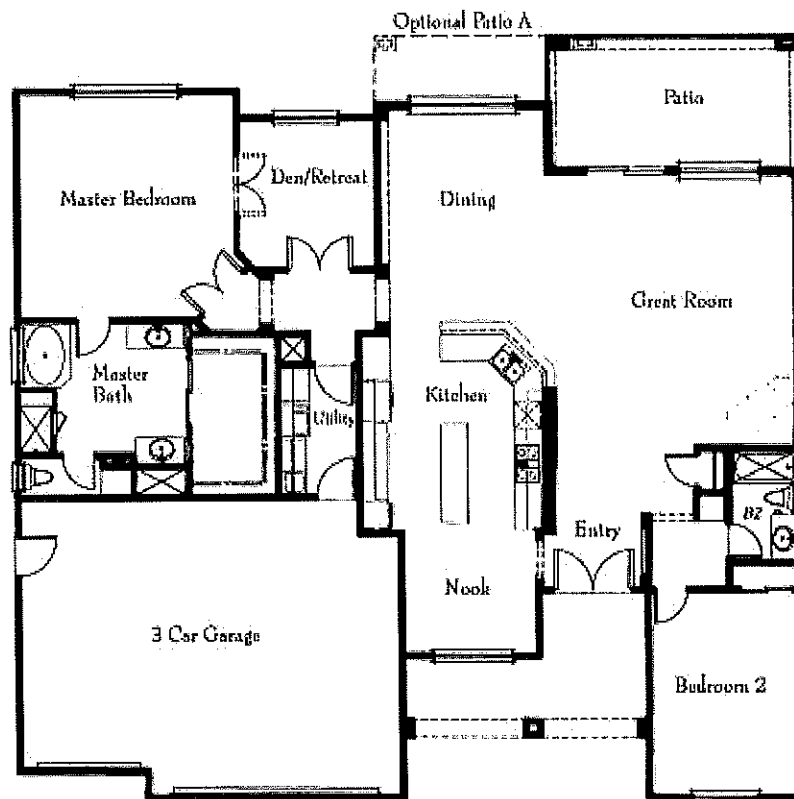 Optional Patio A
Patio
Master Bedroom
Den/Retreat
Dining
Great Room
Master
Bath
Kitchen
Utility
B2
Entry
Nook
3 Car Garage
Bedroom 2